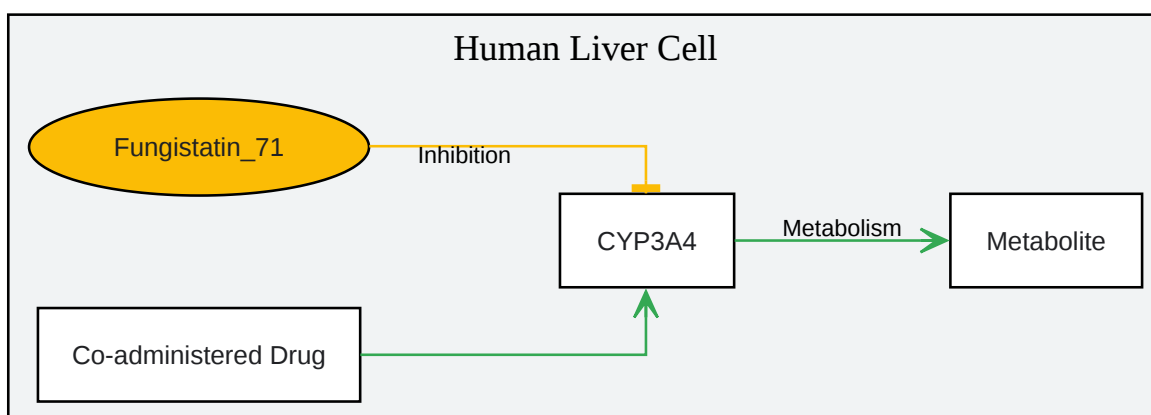 Human Liver Cell
Fungistatin_71
Inhibition
CYP3A4
Metabolism
Metabolite
Co-administered Drug